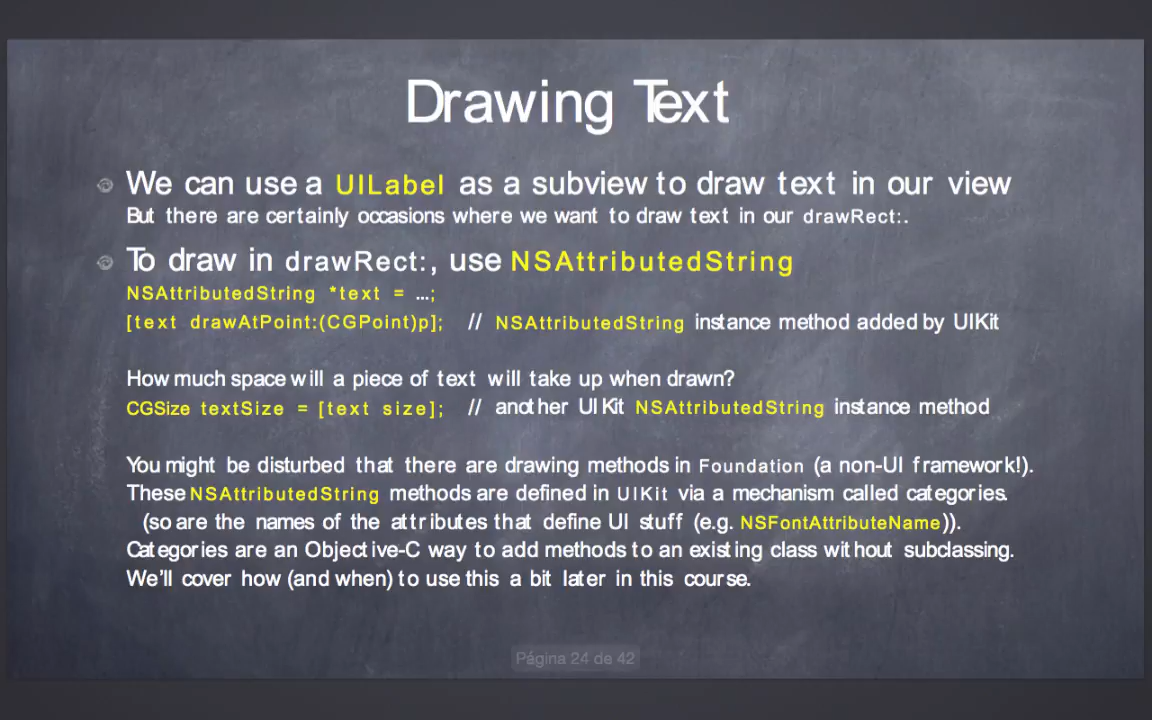 Drawing Text
We can use a UILabel as a subview to draw text in our view
But there are certainly occasions where we want to draw text in our drawRect:.
To draw in drawRect:, use NSAttributedString
NSAttributedString *text = ...;
[text drawAtPoint:(CGPoint)p]; // NSAttributedString instance method added by UIKit
How much space will a piece of text will take up when drawn?
CGSize textSize = [text size]; // another UIKit NSAttributedString instance method
You might be disturbed that there are drawing methods in Foundation (a non-UI framework!).
These NSAttributedString methods are defined in UIKit via a mechanism called categories.
(so are the names of the attributes that define UI stuff (e.g. NSFontAttributeName)).
Categories are an Objective-C way to add methods to an existing class without subclassing.
We'll cover how (and when) to use this a bit later in this course.
Página 24 de 42